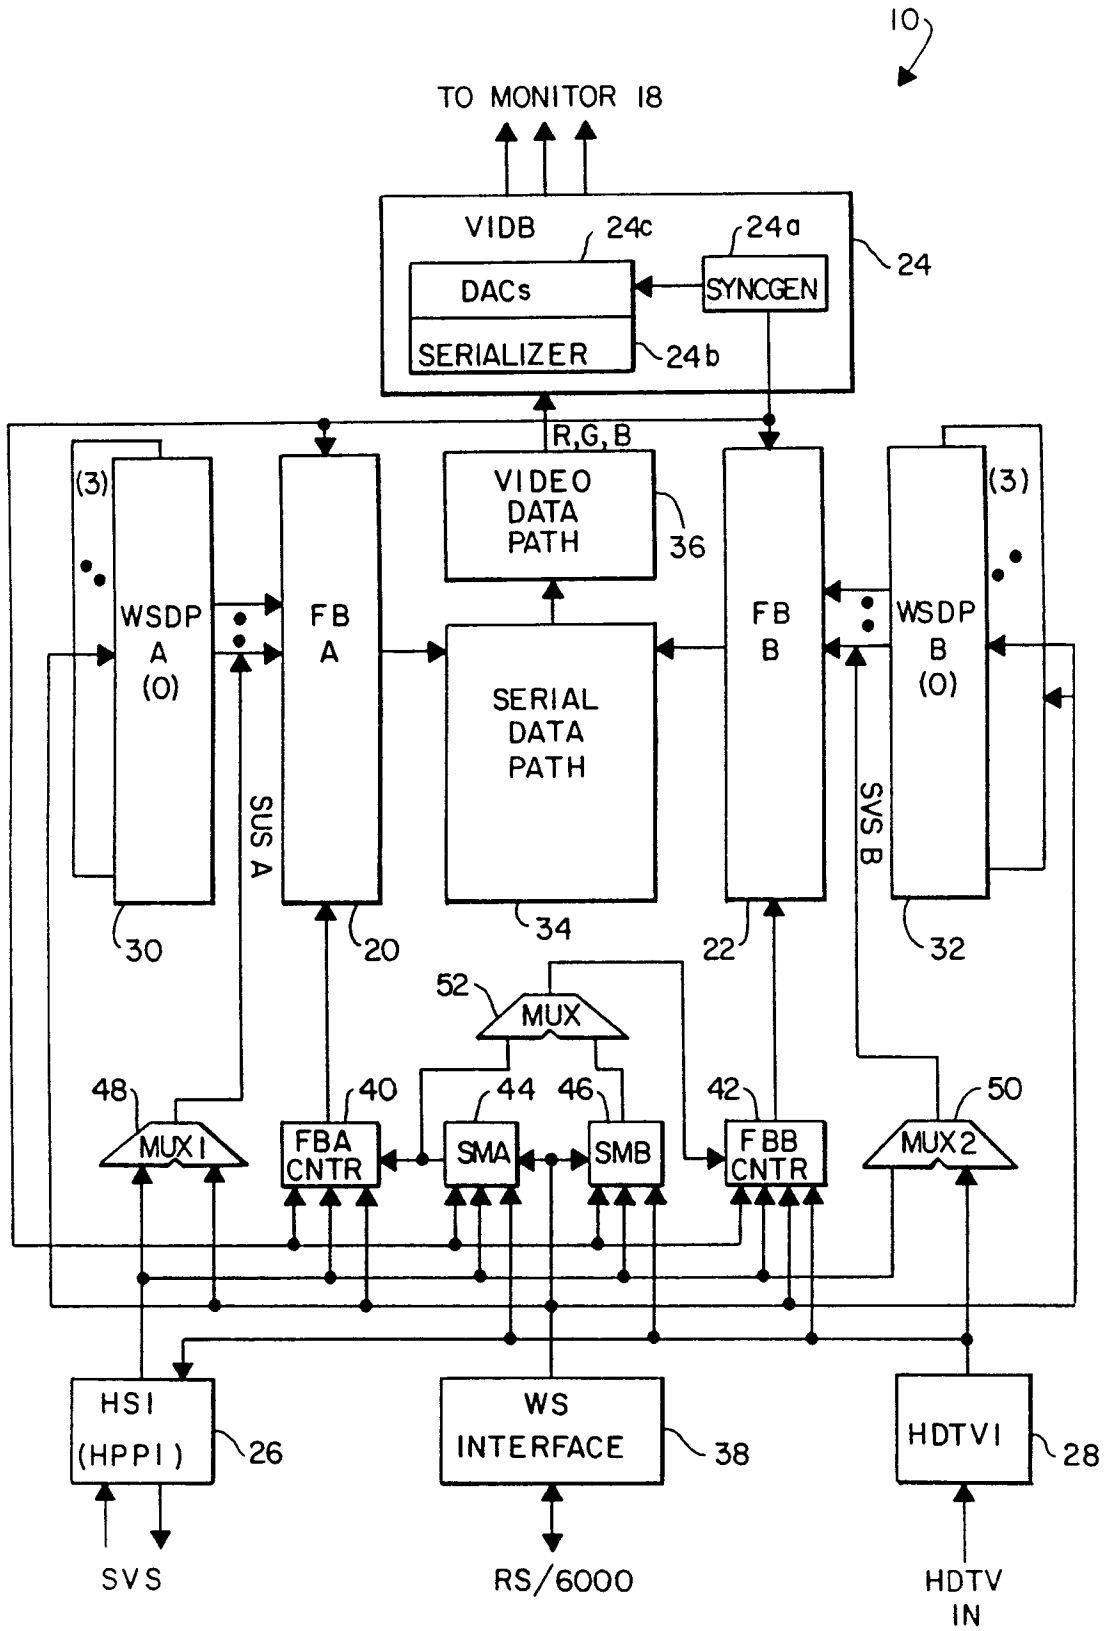 10
TO MONITOR 18
VIDB
24c
24a
24
DACs
SYNCGEN
SERIALIZER
24b
R,G,B
(3)
(3)
VIDEO
DATA
PATH
36
WSDP
A
(0)
FB
A
FB
B
WSDP
B
(0)
SERIAL
DATA
PATH
SUS A
SVS B
30
20
34
22
32
52
MUX
48
40
44
46
42
50
MUX1
FBA
CNTR
SMA
SMB
FBB
CNTR
MUX2
HSI
(HPPI)
26
WS
INTERFACE
38
HDTVI
28
SVS
RS/6000
HDTV
IN